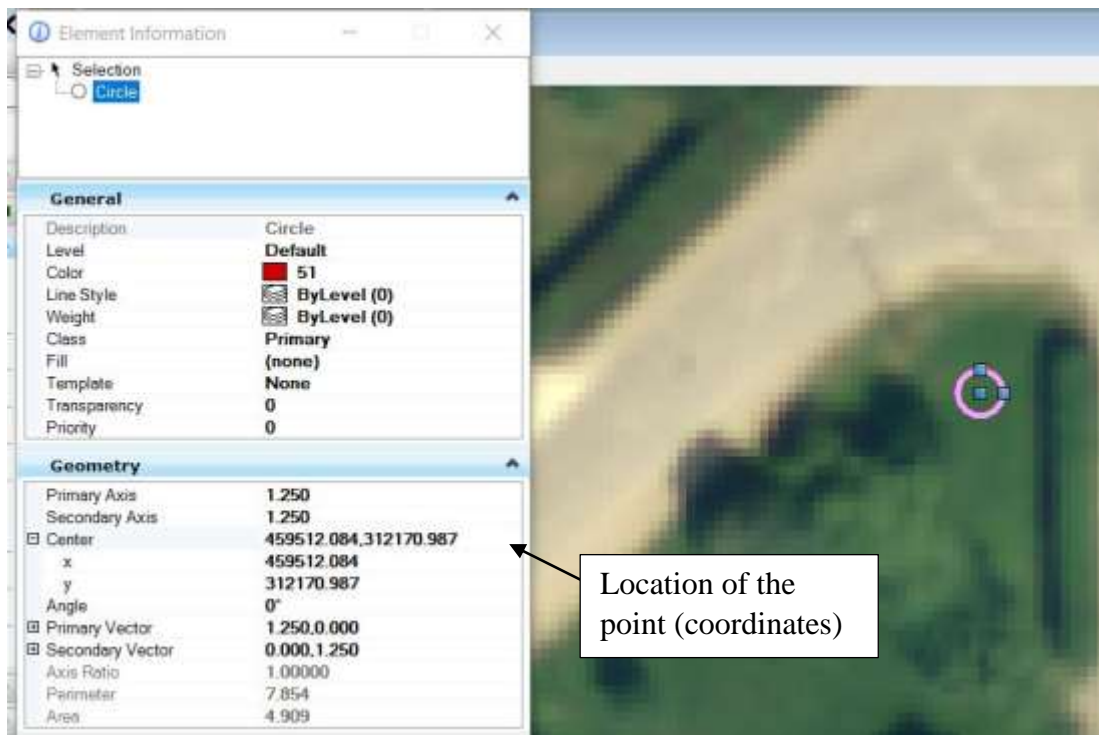 Element Information
Selection
Circle
General
Description Circle
Level Default
Color 51
Line Style ByLevel (0)
Weight ByLevel (0)
Class Primary
Fill (none)
Template None
Transparency 0
Priority 0
Geometry
Primary Axis 1.250
Secondary Axis 1.250
Center 459512.084,312170.987
x 459512.084
y 312170.987
Angle 0°
Primary Vector 1.250,0.000
Secondary Vector 0.000,1.250
Axis Ratio 1.00000
Perimeter 7.854
Area 4.909
Location of the
point (coordinates)